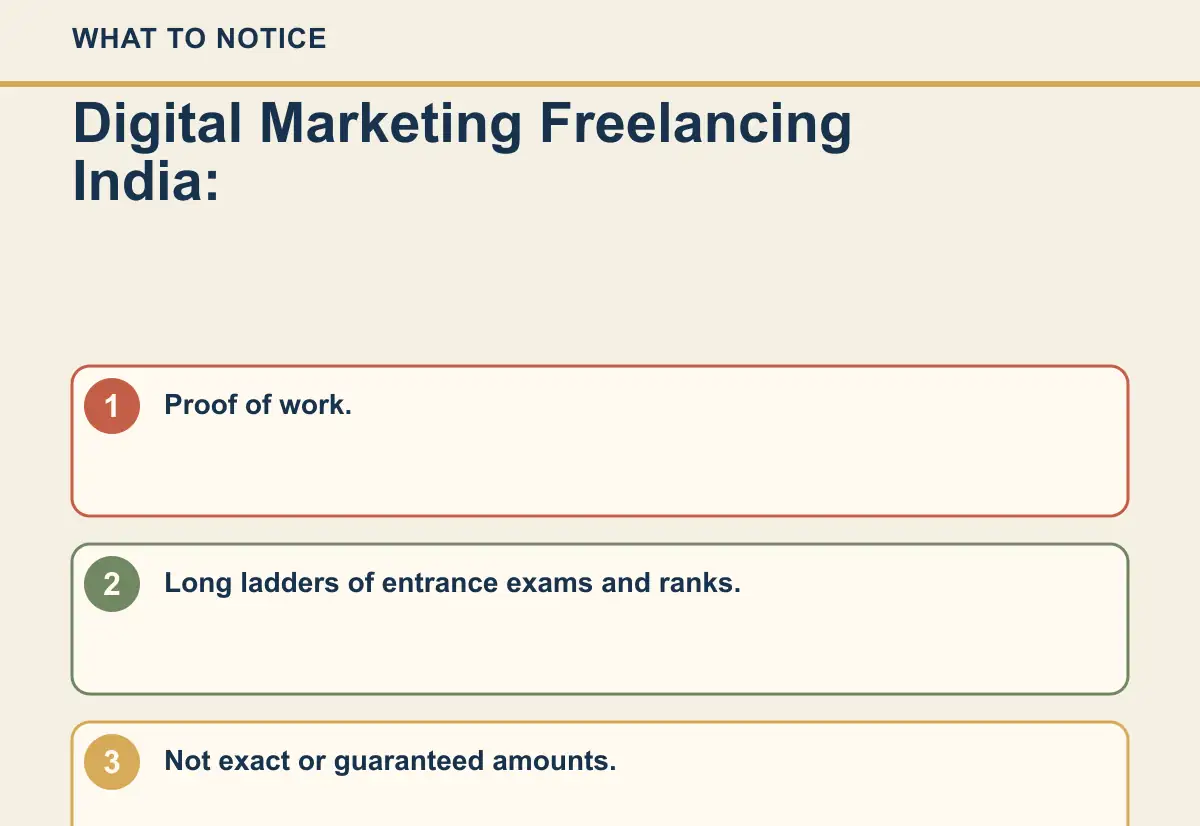 WHAT TO NOTICE
Digital Marketing Freelancing
India:
1
Proof of work.
2
Long ladders of entrance exams and ranks.
3
Not exact or guaranteed amounts.